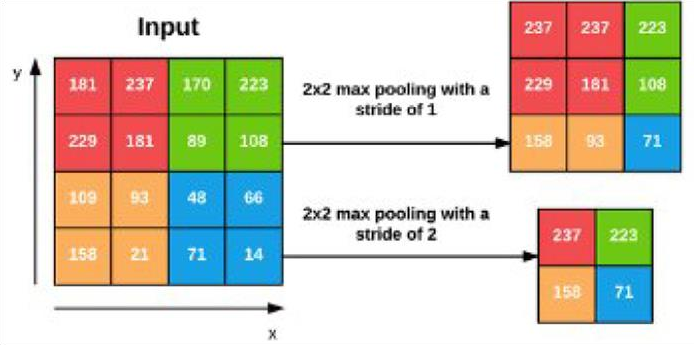 Input
y
181 237 170 223
229 181 89 108
109 93 48 66
158 21 71 14
x
2x2 max pooling with a
stride of 1
237 237 223
229 181 108
158 93 71
2x2 max pooling with a
stride of 2
237 223
158 71